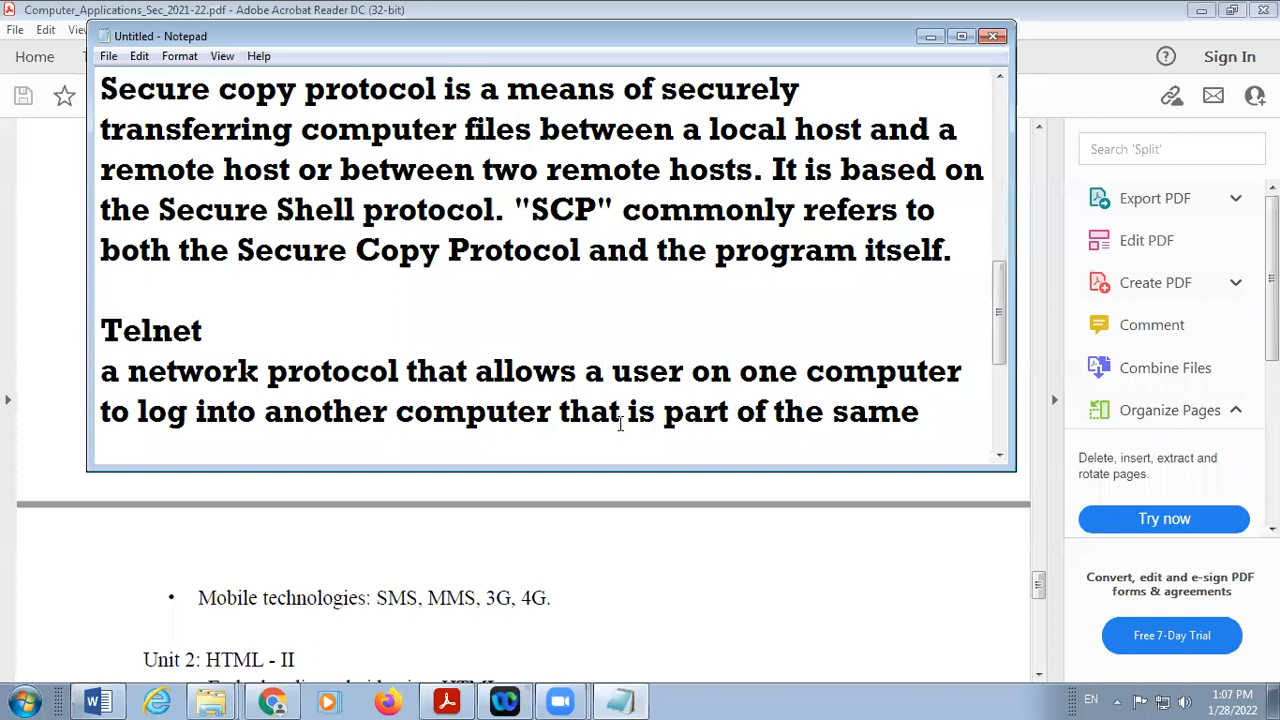 Computer_Applications_Sec_2021-22.pdf - Adobe Acrobat Reader DC (32-bit)
File Edit
Untitled - Notepad
File Edit Format View Help
Home
Sign In
Secure copy protocol is a means of securely
transferring computer files between a local host and a
remote host or between two remote hosts. It is based on
the Secure Shell protocol. "SCP" commonly refers to
both the Secure Copy Protocol and the program itself.
Telnet
a network protocol that allows a user on one computer
to log into another computer that is part of the same
Search 'Split'
Export PDF
Edit PDF
Create PDF
Comment
Combine Files
Organize Pages
Delete, insert, extract and
rotate pages.
Try now
Convert, edit and e-sign PDF
forms & agreements
Free 7-Day Trial
• Mobile technologies: SMS, MMS, 3G, 4G.
Unit 2: HTML - II
EN
1:07 PM
1/28/2022